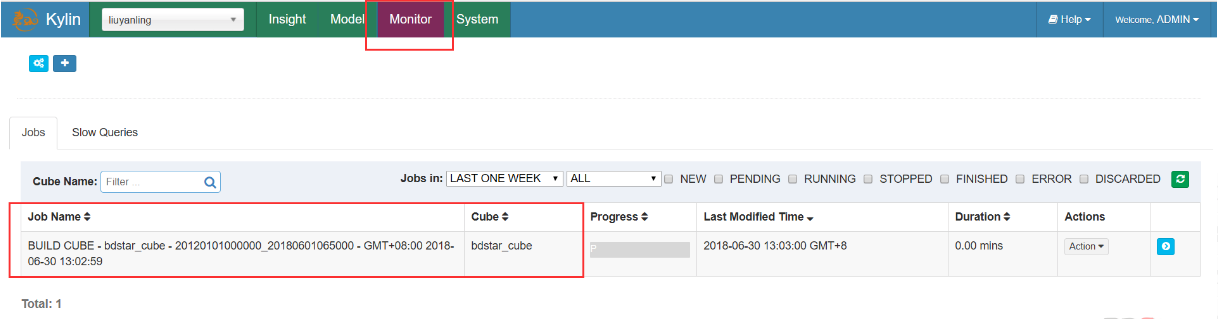 Kylin liuyanling Insight Model Monitor System Help Welcome, ADMIN
Jobs Slow Queries
Cube Name: Filter ... Jobs in: LAST ONE WEEK ALL NEW PENDING RUNNING STOPPED FINISHED ERROR DISCARDED
Job Name Cube Progress Last Modified Time Duration Actions
BUILD CUBE - bdstar_cube - 20120101000000_20180601065000 - GMT+08:00 2018- bdstar_cube P 2018-06-30 13:03:00 GMT+8 0.00 mins Action
06-30 13:02:59
Total: 1